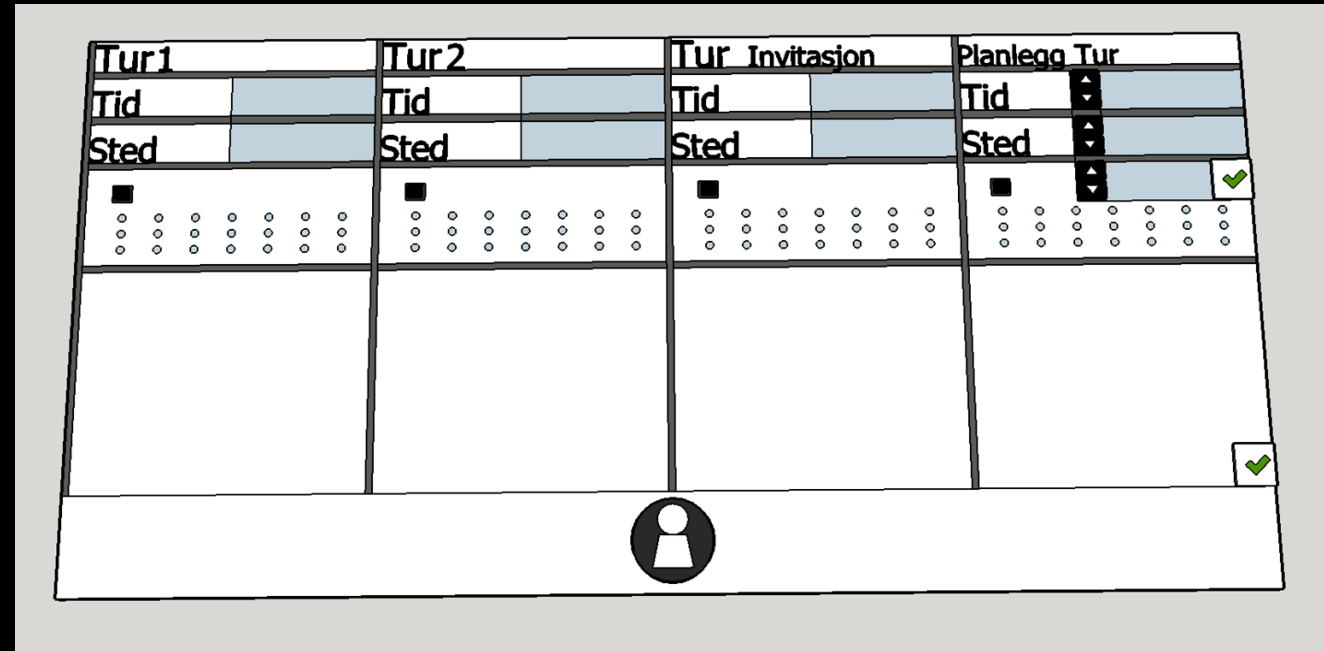 Tur1 Tur2 Tur Invitasjon Planlegg Tur
Tid Tid Tid Tid
Sted Sted Sted Sted